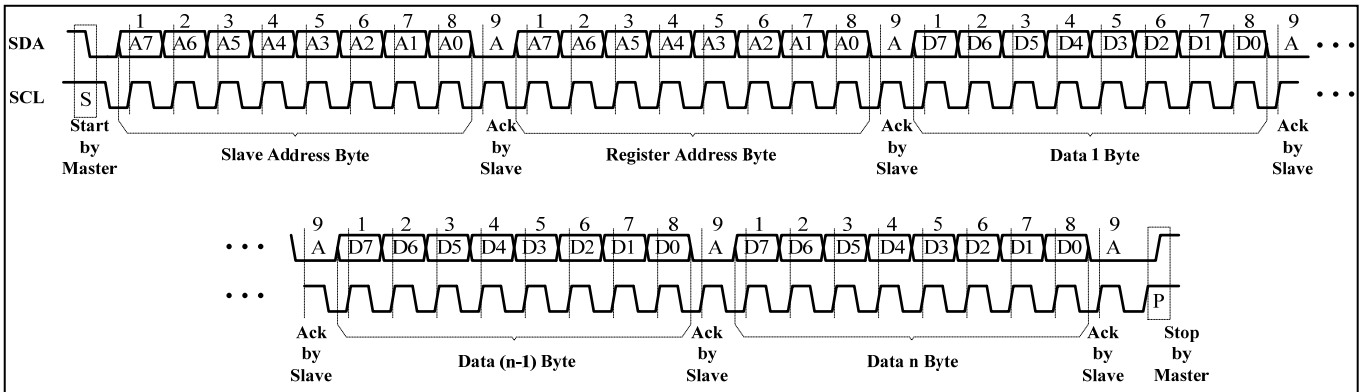 1 2 3 4 5 6 7 8 9 1 2 3 4 5 6 7 8 9 1 2 3 4 5 6 7 8 9
SDA A7 A6 A5 A4 A3 A2 A1 A0 A A7 A6 A5 A4 A3 A2 A1 A0 A D7 D6 D5 D4 D3 D2 D1 D0 A • • •
SCL S • • •
Start by Master
Slave Address Byte
Ack by Slave
Register Address Byte
Ack by Slave
Data 1 Byte
Ack by Slave
9 1 2 3 4 5 6 7 8 9 1 2 3 4 5 6 7 8 9
• • • A D7 D6 D5 D4 D3 D2 D1 D0 A D7 D6 D5 D4 D3 D2 D1 D0 A
• • • P
Ack by Slave
Data (n-1) Byte
Ack by Slave
Data n Byte
Ack by Slave
Stop by Master